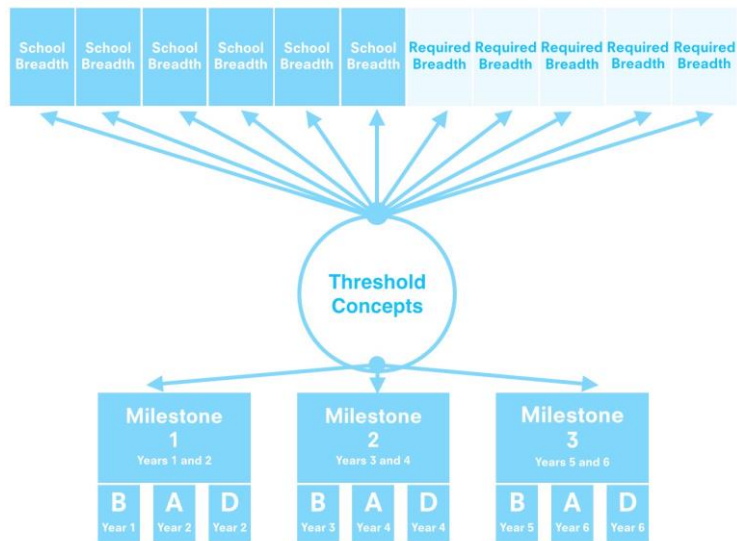 School School School School School School Required Required Required Required Required
Breadth Breadth Breadth Breadth Breadth Breadth Breadth Breadth Breadth Breadth Breadth
Threshold
Concepts
Milestone
1
Years 1 and 2
Milestone
2
Years 3 and 4
Milestone
3
Years 5 and 6
B A D
Year 1 Year 2 Year 2
B A D
Year 3 Year 4 Year 4
B A D
Year 5 Year 6 Year 6